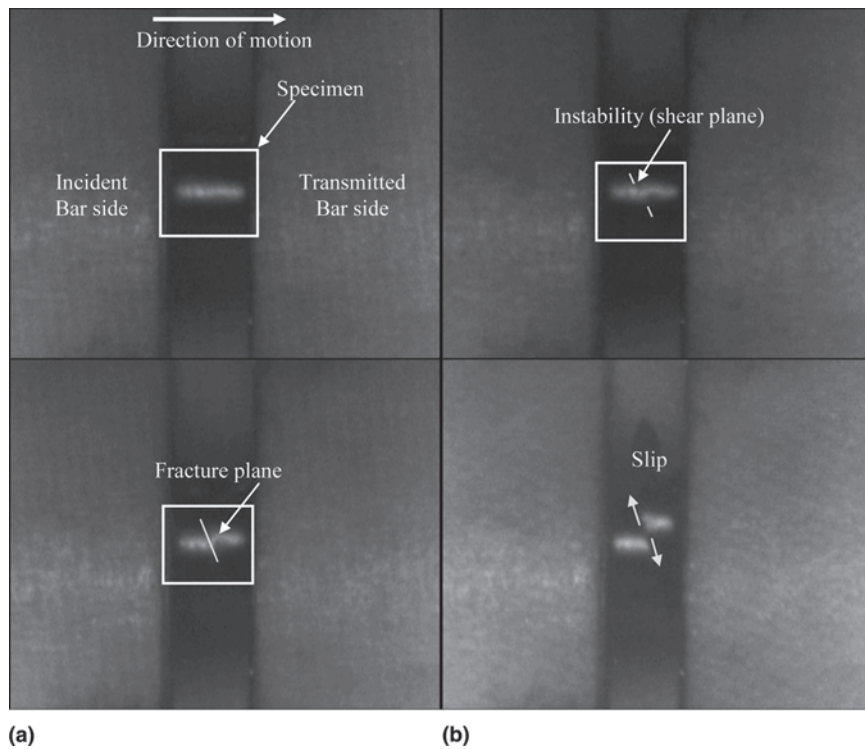 Direction of motion
Specimen
Incident
Bar side
Transmitted
Bar side
Instability (shear plane)
Fracture plane
Slip
(a)
(b)